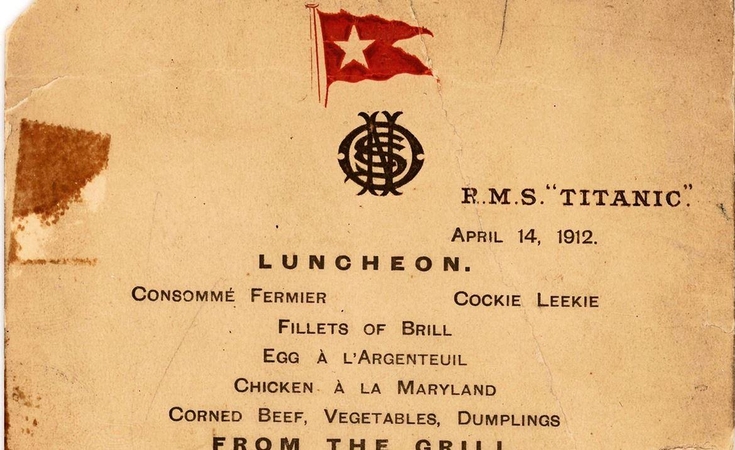 R.M.S. "TITANIC."
APRIL 14, 1912.
LUNCHEON.
CONSOMMÉ FERMIER COCKIE LEEKIE
FILLETS OF BRILL
EGG À L'ARGENTEUIL
CHICKEN À LA MARYLAND
CORNED BEEF, VEGETABLES, DUMPLINGS
FROM THE GRILL